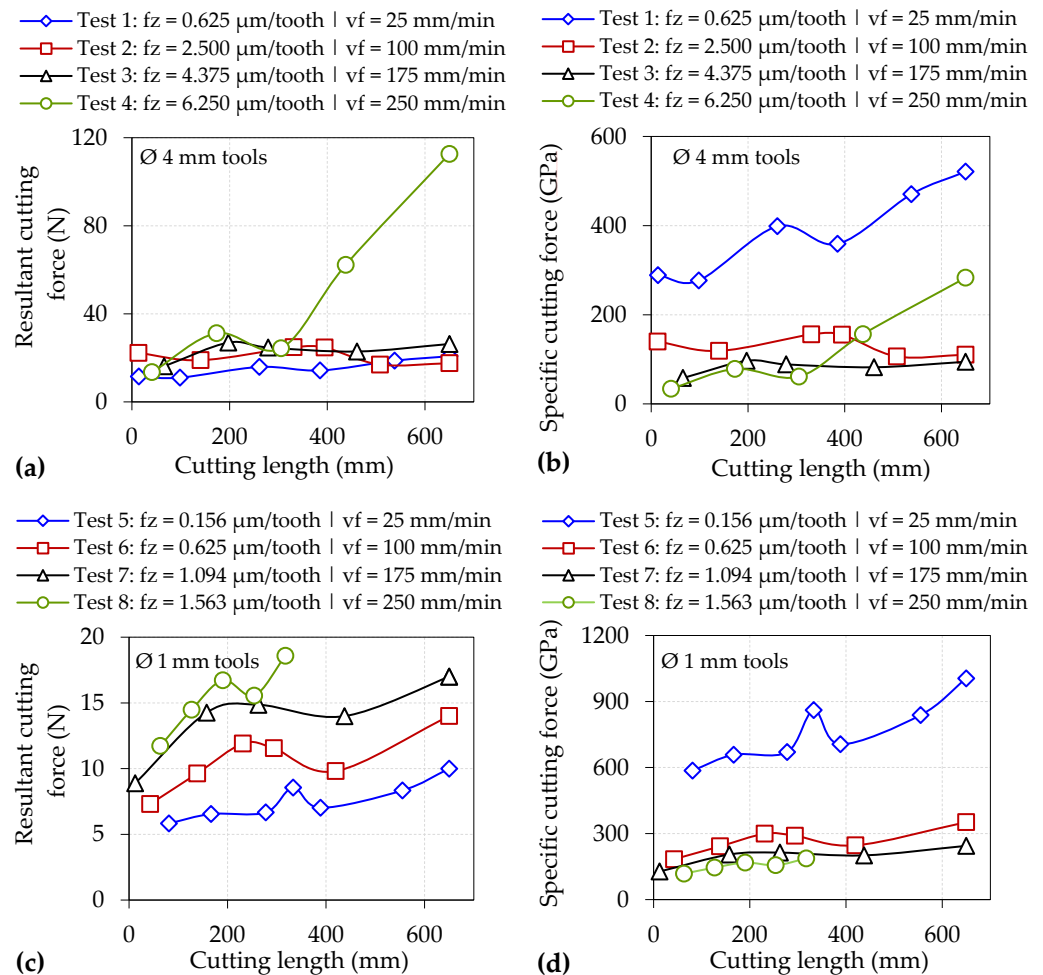 Test 1: fz = 0.625 µm/tooth | vf = 25 mm/min
Test 2: fz = 2.500 µm/tooth | vf = 100 mm/min
Test 3: fz = 4.375 µm/tooth | vf = 175 mm/min
Test 4: fz = 6.250 µm/tooth | vf = 250 mm/min
Resultant cutting
force (N)
120
80
40
0
Ø 4 mm tools
0 200 400 600
Cutting length (mm)
(a)
Test 1: fz = 0.625 µm/tooth | vf = 25 mm/min
Test 2: fz = 2.500 µm/tooth | vf = 100 mm/min
Test 3: fz = 4.375 µm/tooth | vf = 175 mm/min
Test 4: fz = 6.250 µm/tooth | vf = 250 mm/min
Specific cutting force (GPa)
600
400
200
0
Ø 4 mm tools
0 200 400 600
Cutting length (mm)
(b)
Test 5: fz = 0.156 µm/tooth | vf = 25 mm/min
Test 6: fz = 0.625 µm/tooth | vf = 100 mm/min
Test 7: fz = 1.094 µm/tooth | vf = 175 mm/min
Test 8: fz = 1.563 µm/tooth | vf = 250 mm/min
Resultant cutting
force (N)
20
15
10
5
0
Ø 1 mm tools
0 200 400 600
Cutting length (mm)
(c)
Test 5: fz = 0.156 µm/tooth | vf = 25 mm/min
Test 6: fz = 0.625 µm/tooth | vf = 100 mm/min
Test 7: fz = 1.094 µm/tooth | vf = 175 mm/min
Test 8: fz = 1.563 µm/tooth | vf = 250 mm/min
Specific cutting force (GPa)
1200
900
600
300
0
Ø 1 mm tools
0 200 400 600
Cutting length (mm)
(d)